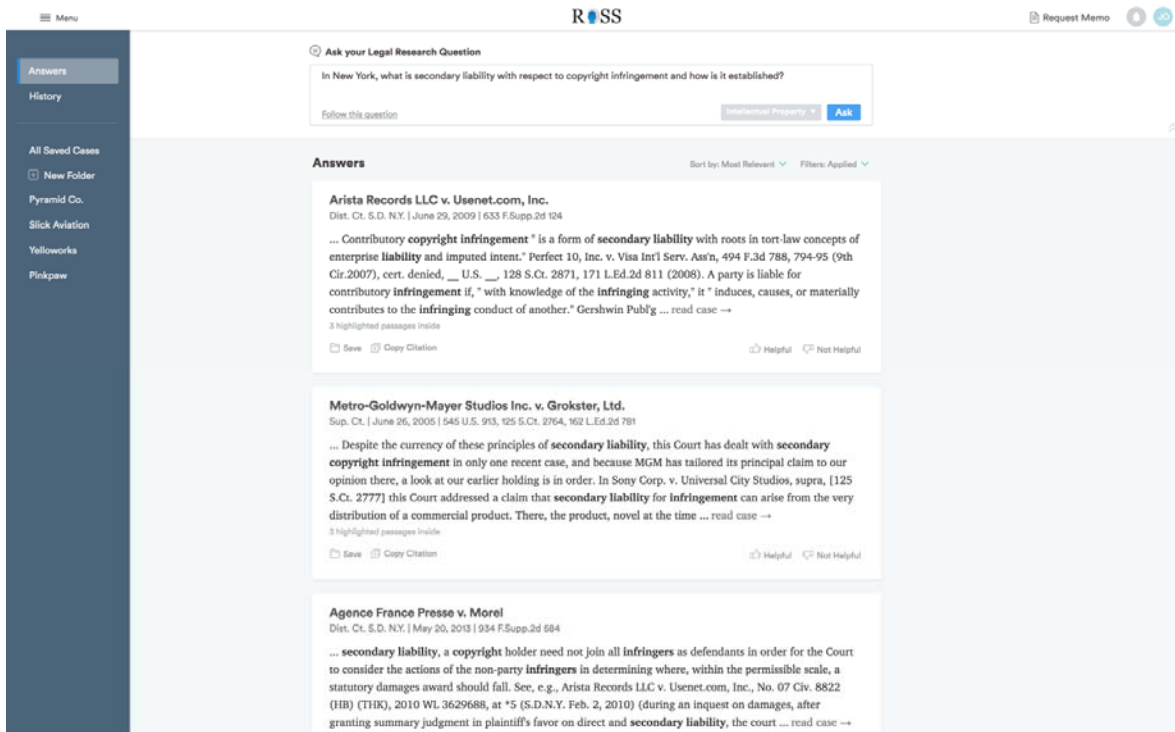 Menu
R SS
Request Memo
JO
Answers
History
All Saved Cases
New Folder
Pyramid Co.
Slick Aviation
Yelloworks
Pinkpaw
Ask your Legal Research Question
In New York, what is secondary liability with respect to copyright infringement and how is it established?
Follow this question
Intellectual Property
Ask
Answers
Sort by: Most Relevant
Filters: Applied
Arista Records LLC v. Usenet.com, Inc.
Dist. Ct. S.D. N.Y. | June 29, 2009 | 633 F.Supp.2d 124
... Contributory copyright infringement " is a form of secondary liability with roots in tort-law concepts of
enterprise liability and imputed intent." Perfect 10, Inc. v. Visa Int'l Serv. Ass'n, 494 F.3d 788, 794-95 (9th
Cir.2007), cert. denied, __ U.S. __, 128 S.Ct. 2871, 171 L.Ed.2d 811 (2008). A party is liable for
contributory infringement if, " with knowledge of the infringing activity," it " induces, causes, or materially
contributes to the infringing conduct of another." Gershwin Publ'g ... read case →
3 highlighted passages inside
Save Copy Citation
Helpful Not Helpful
Metro-Goldwyn-Mayer Studios Inc. v. Grokster, Ltd.
Sup. Ct. | June 26, 2005 | 545 U.S. 913, 125 S.Ct. 2764, 162 L.Ed.2d 781
... Despite the currency of these principles of secondary liability, this Court has dealt with secondary
copyright infringement in only one recent case, and because MGM has tailored its principal claim to our
opinion there, a look at our earlier holding is in order. In Sony Corp. v. Universal City Studios, supra, [125
S.Ct. 2777] this Court addressed a claim that secondary liability for infringement can arise from the very
distribution of a commercial product. There, the product, novel at the time ... read case →
3 highlighted passages inside
Save Copy Citation
Helpful Not Helpful
Agence France Presse v. Morel
Dist. Ct. S.D. N.Y. | May 20, 2013 | 934 F.Supp.2d 584
... secondary liability, a copyright holder need not join all infringers as defendants in order for the Court
to consider the actions of the non-party infringers in determining where, within the permissible scale, a
statutory damages award should fall. See, e.g., Arista Records LLC v. Usenet.com, Inc., No. 07 Civ. 8822
(HB) (THK), 2010 WL 3629688, at *5 (S.D.N.Y. Feb. 2, 2010) (during an inquest on damages, after
granting summary judgment in plaintiff's favor on direct and secondary liability, the court ... read case →